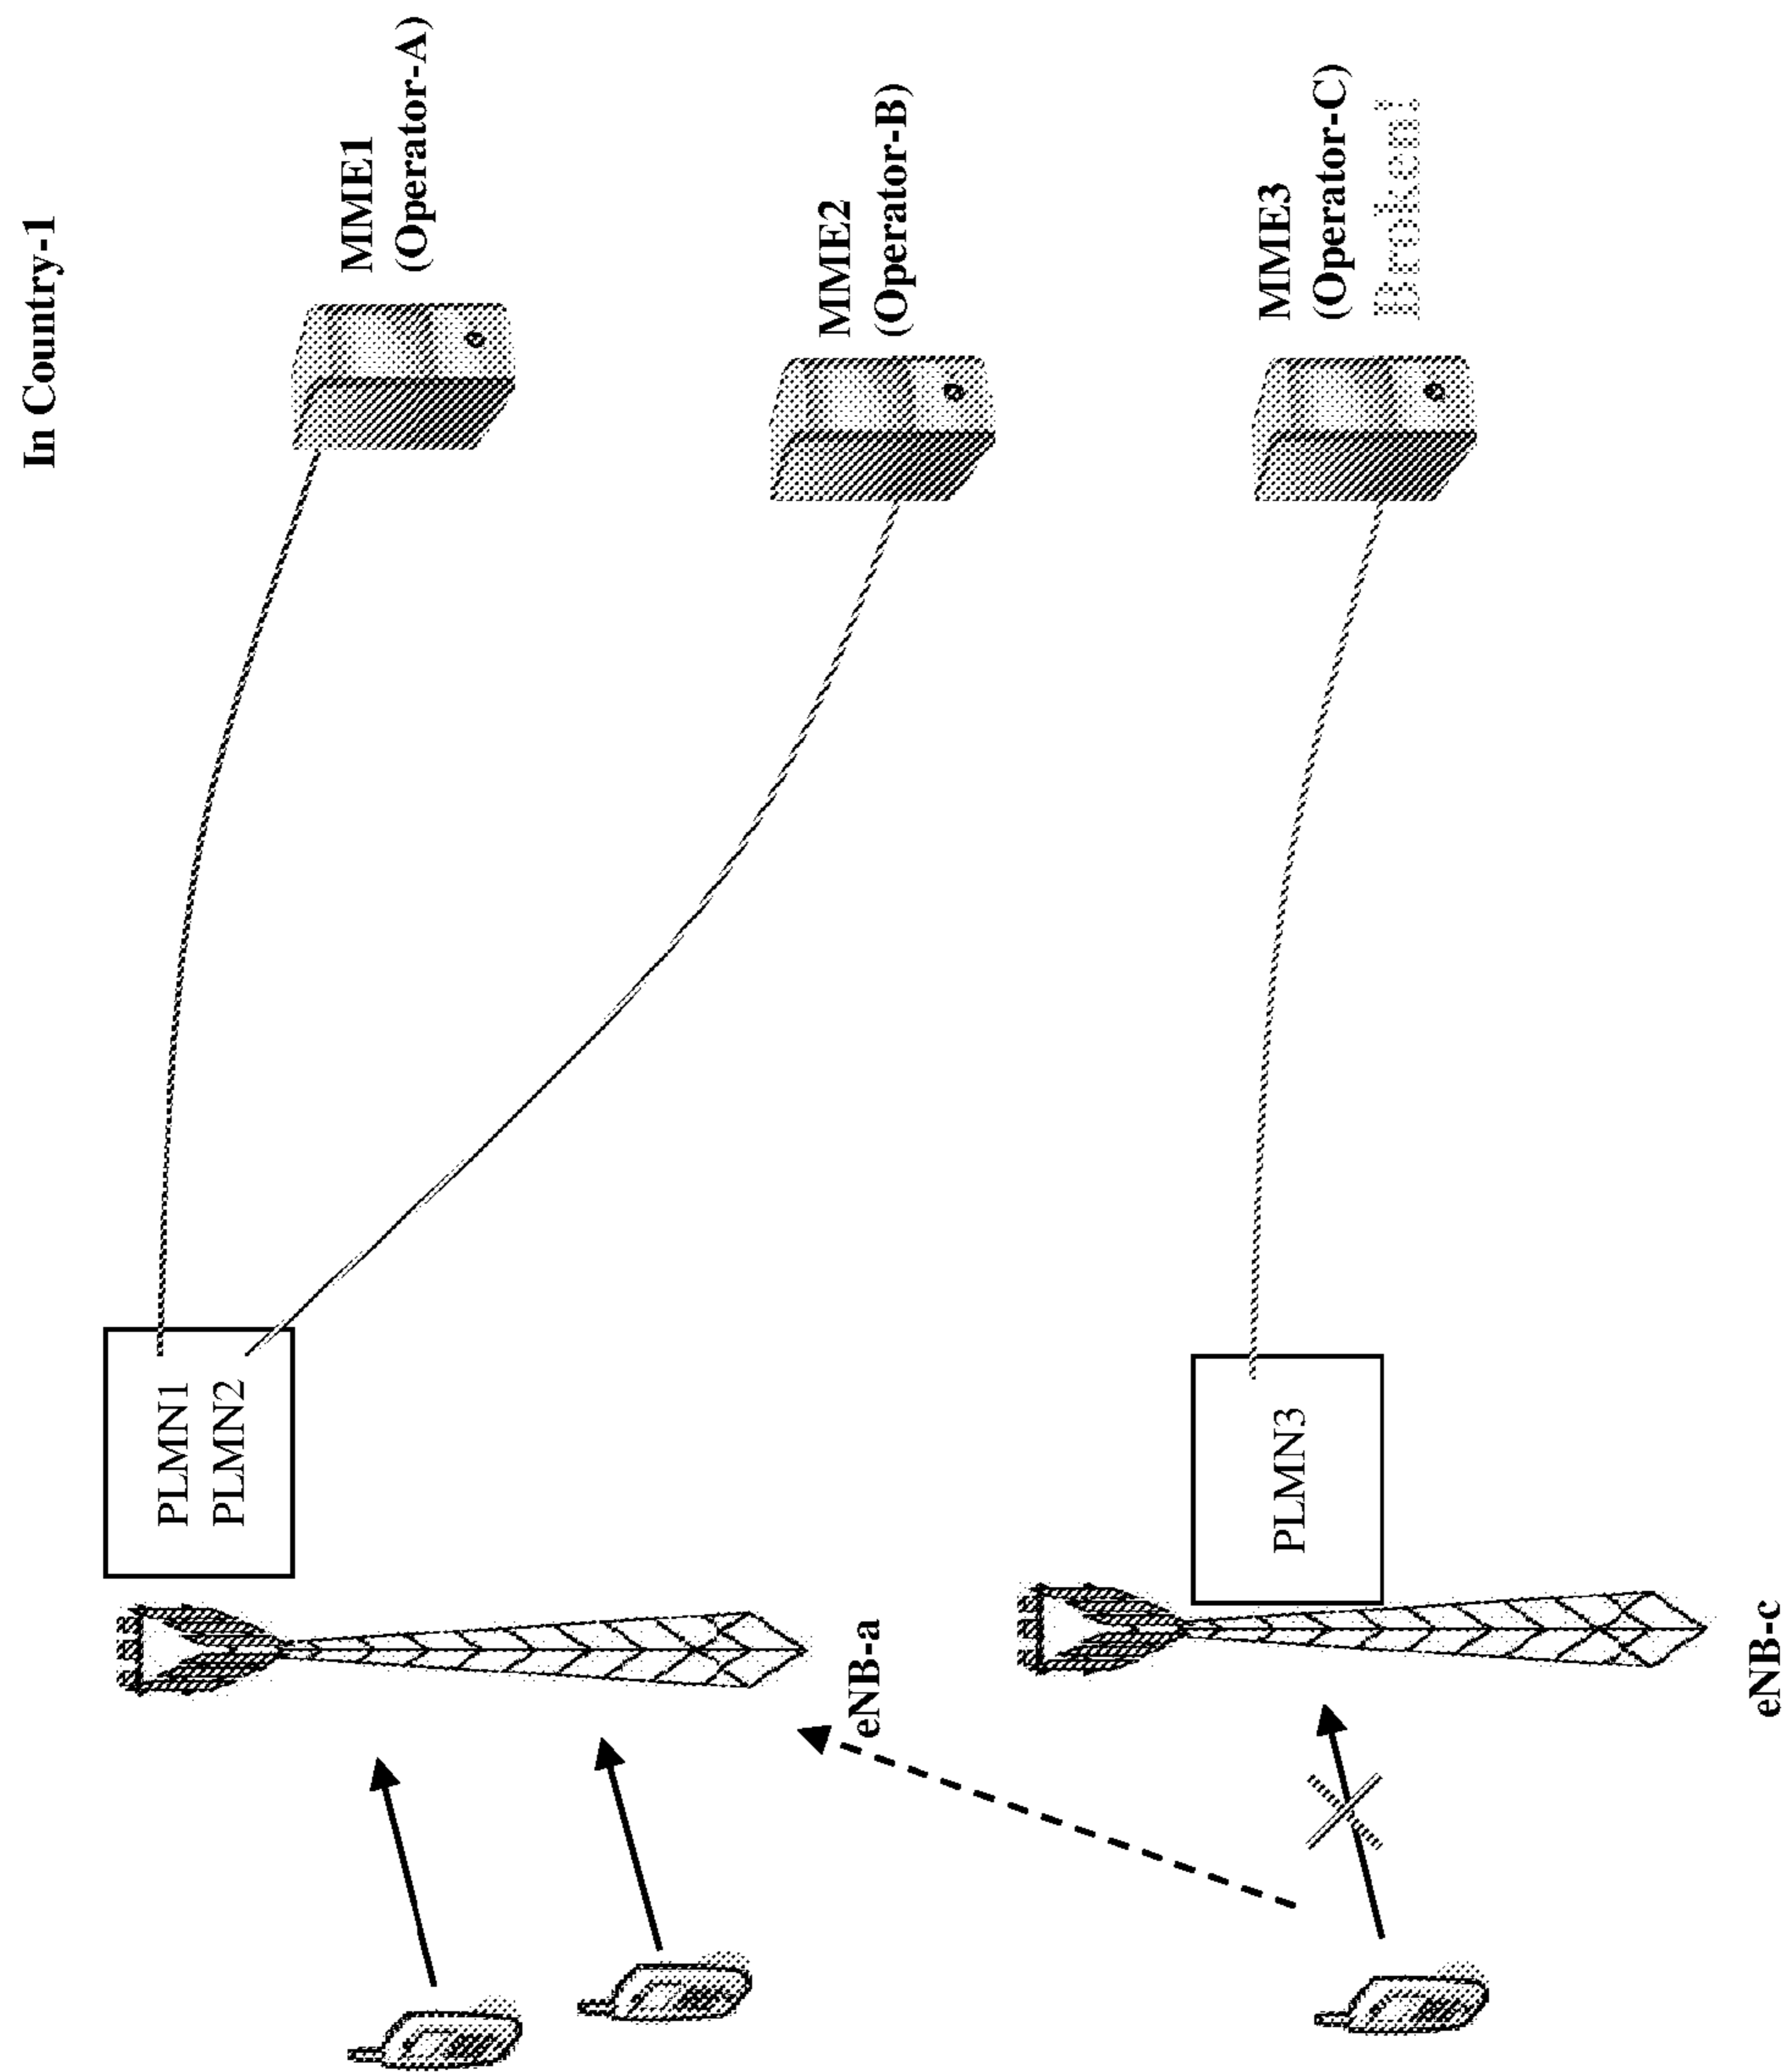 In Country-1
MME1
(Operator-A)
PLMN1
PLMN2
eNB-a
MME2
(Operator-B)
MME3
(Operator-C)
Broken!
PLMN3
eNB-c